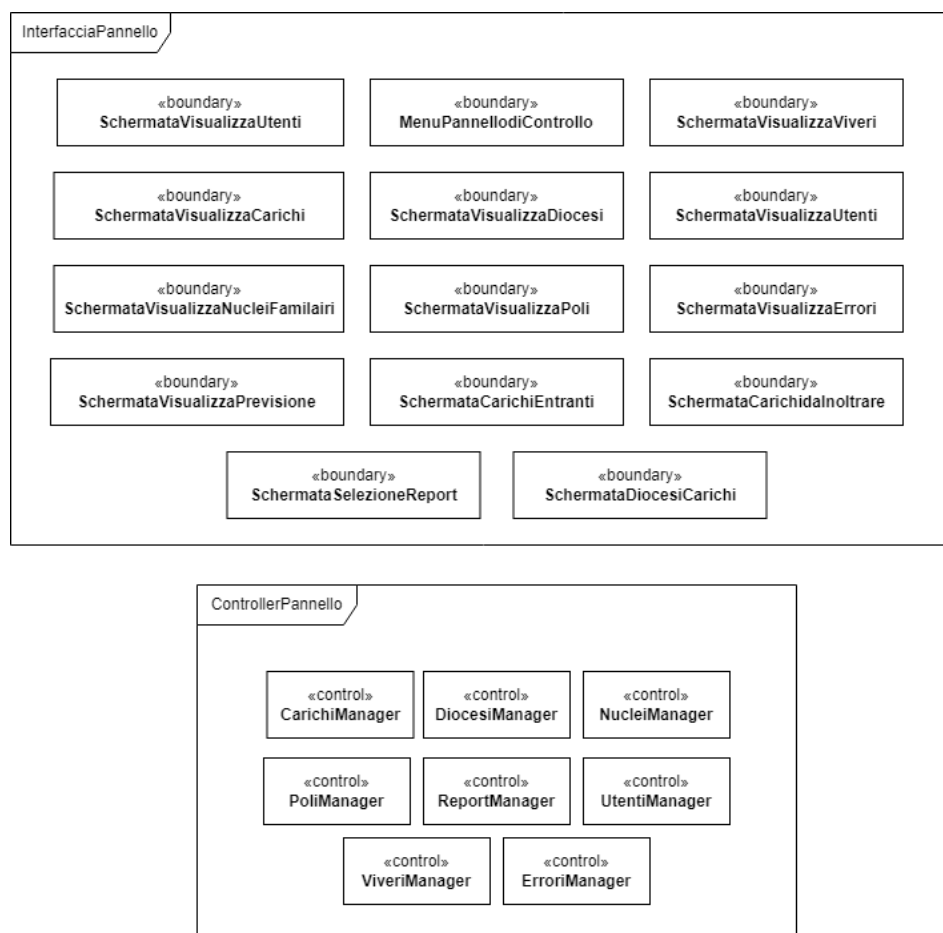 InterfacciaPannello
«boundary»
SchermataVisualizzaUtenti
«boundary»
MenuPannellodiControllo
«boundary»
SchermataVisualizzaViveri
«boundary»
SchermataVisualizzaCarichi
«boundary»
SchermataVisualizzaDiocesi
«boundary»
SchermataVisualizzaUtenti
«boundary»
SchermataVisualizzaNucleiFamilairi
«boundary»
SchermataVisualizzaPoli
«boundary»
SchermataVisualizzaErrori
«boundary»
SchermataVisualizzaPrevisione
«boundary»
SchermataCarichiEntranti
«boundary»
SchermataCarichidaInoltrare
«boundary»
SchermataSelezioneReport
«boundary»
SchermataDiocesiCarichi
ControllerPannello
«control»
CarichiManager
«control»
DiocesiManager
«control»
NucleiManager
«control»
PoliManager
«control»
ReportManager
«control»
UtentiManager
«control»
ViveriManager
«control»
ErroriManager